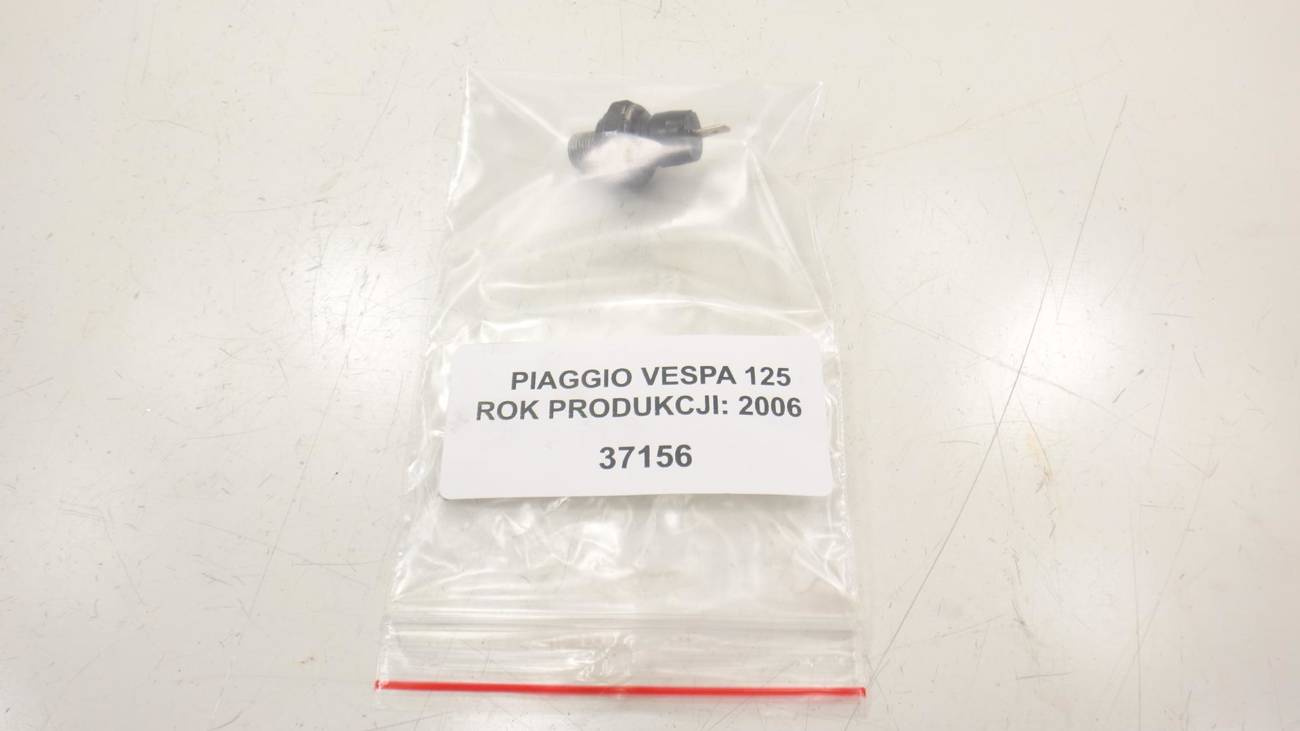 PIAGGIO VESPA 125
ROK PRODUKCJI: 2006
37156